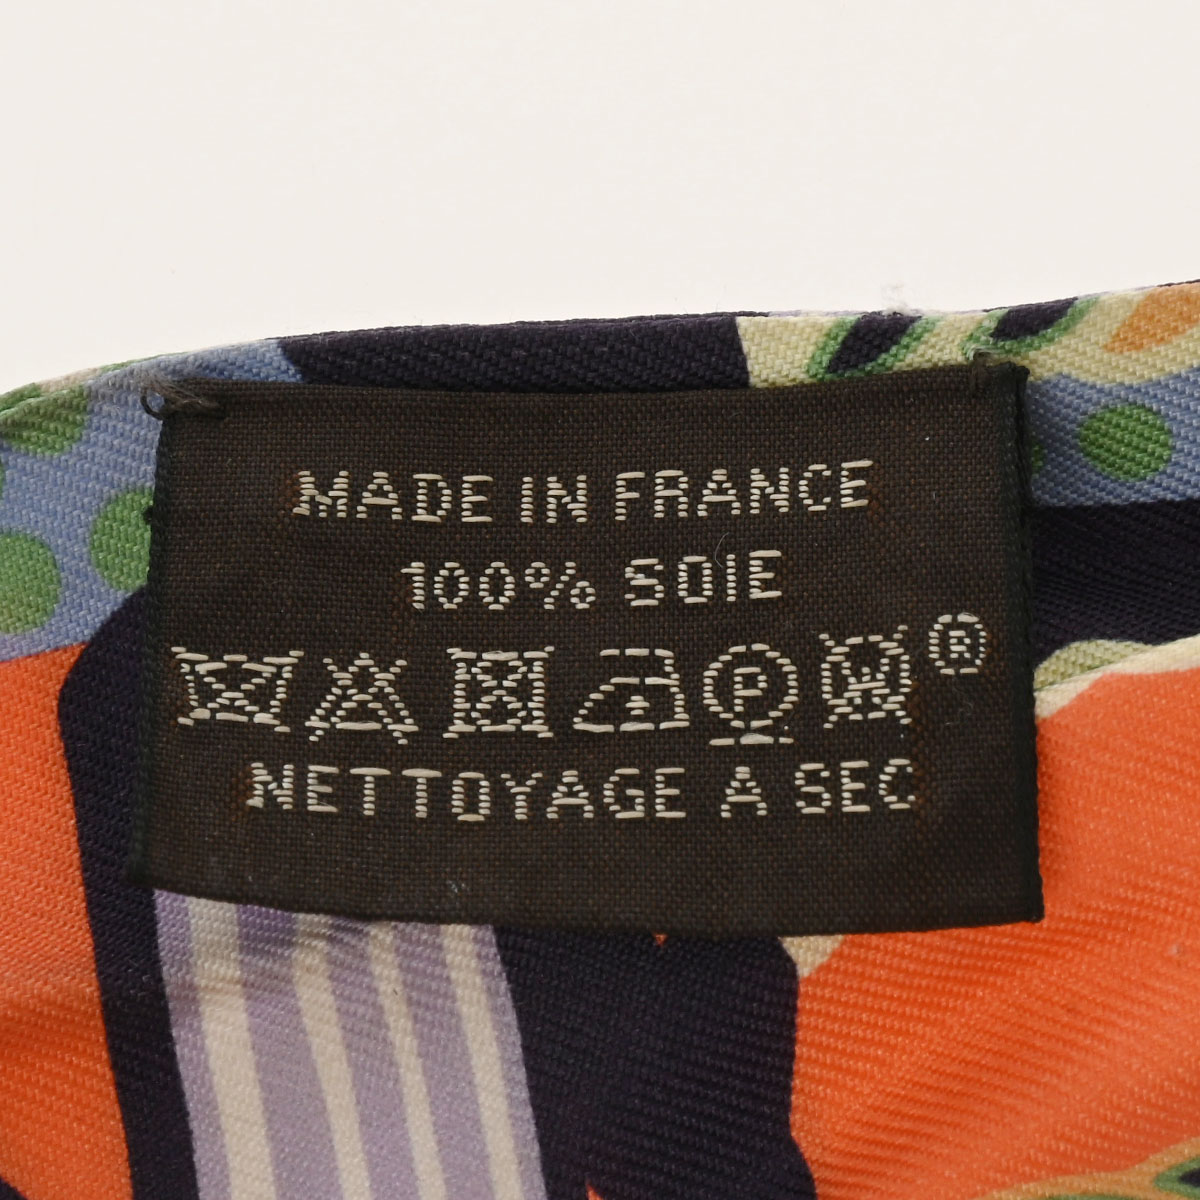 MADE IN FRANCE
100% SOIE
P W ®
NETTOYAGE A SEC